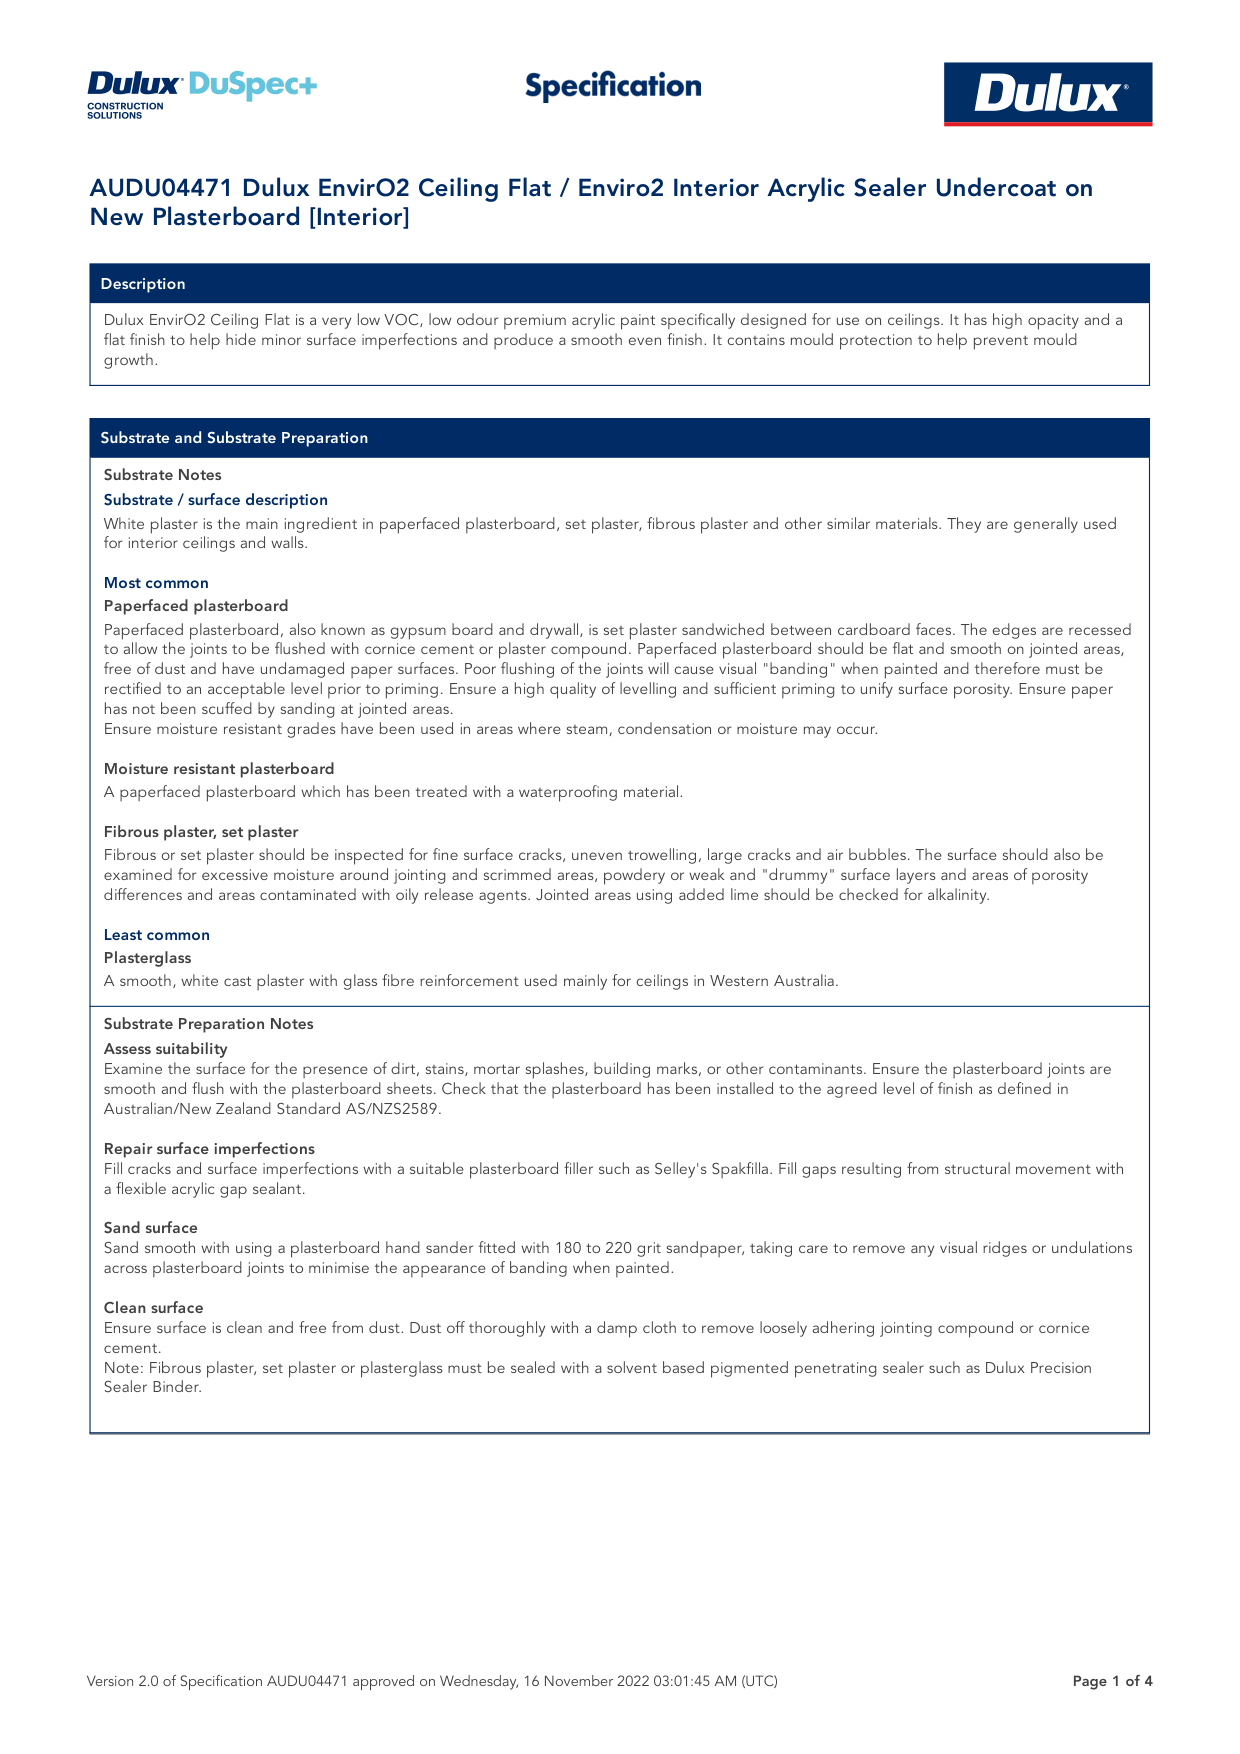 Dulux DuSpec+
CONSTRUCTION
SOLUTIONS
Specification
Dulux®
AUDU04471 Dulux EnvirO2 Ceiling Flat / Enviro2 Interior Acrylic Sealer Undercoat on
New Plasterboard [Interior]
Description
Dulux EnvirO2 Ceiling Flat is a very low VOC, low odour premium acrylic paint specifically designed for use on ceilings. It has high opacity and a
flat finish to help hide minor surface imperfections and produce a smooth even finish. It contains mould protection to help prevent mould
growth.
Substrate and Substrate Preparation
Substrate Notes
Substrate / surface description
White plaster is the main ingredient in paperfaced plasterboard, set plaster, fibrous plaster and other similar materials. They are generally used
for interior ceilings and walls.
Most common
Paperfaced plasterboard
Paperfaced plasterboard, also known as gypsum board and drywall, is set plaster sandwiched between cardboard faces. The edges are recessed
to allow the joints to be flushed with cornice cement or plaster compound. Paperfaced plasterboard should be flat and smooth on jointed areas,
free of dust and have undamaged paper surfaces. Poor flushing of the joints will cause visual "banding" when painted and therefore must be
rectified to an acceptable level prior to priming. Ensure a high quality of levelling and sufficient priming to unify surface porosity. Ensure paper
has not been scuffed by sanding at jointed areas.
Ensure moisture resistant grades have been used in areas where steam, condensation or moisture may occur.
Moisture resistant plasterboard
A paperfaced plasterboard which has been treated with a waterproofing material.
Fibrous plaster, set plaster
Fibrous or set plaster should be inspected for fine surface cracks, uneven trowelling, large cracks and air bubbles. The surface should also be
examined for excessive moisture around jointing and scrimmed areas, powdery or weak and "drummy" surface layers and areas of porosity
differences and areas contaminated with oily release agents. Jointed areas using added lime should be checked for alkalinity.
Least common
Plasterglass
A smooth, white cast plaster with glass fibre reinforcement used mainly for ceilings in Western Australia.
Substrate Preparation Notes
Assess suitability
Examine the surface for the presence of dirt, stains, mortar splashes, building marks, or other contaminants. Ensure the plasterboard joints are
smooth and flush with the plasterboard sheets. Check that the plasterboard has been installed to the agreed level of finish as defined in
Australian/New Zealand Standard AS/NZS2589.
Repair surface imperfections
Fill cracks and surface imperfections with a suitable plasterboard filler such as Selley's Spakfilla. Fill gaps resulting from structural movement with
a flexible acrylic gap sealant.
Sand surface
Sand smooth with using a plasterboard hand sander fitted with 180 to 220 grit sandpaper, taking care to remove any visual ridges or undulations
across plasterboard joints to minimise the appearance of banding when painted.
Clean surface
Ensure surface is clean and free from dust. Dust off thoroughly with a damp cloth to remove loosely adhering jointing compound or cornice
cement.
Note: Fibrous plaster, set plaster or plasterglass must be sealed with a solvent based pigmented penetrating sealer such as Dulux Precision
Sealer Binder.
Version 2.0 of Specification AUDU04471 approved on Wednesday, 16 November 2022 03:01:45 AM (UTC)
Page 1 of 4